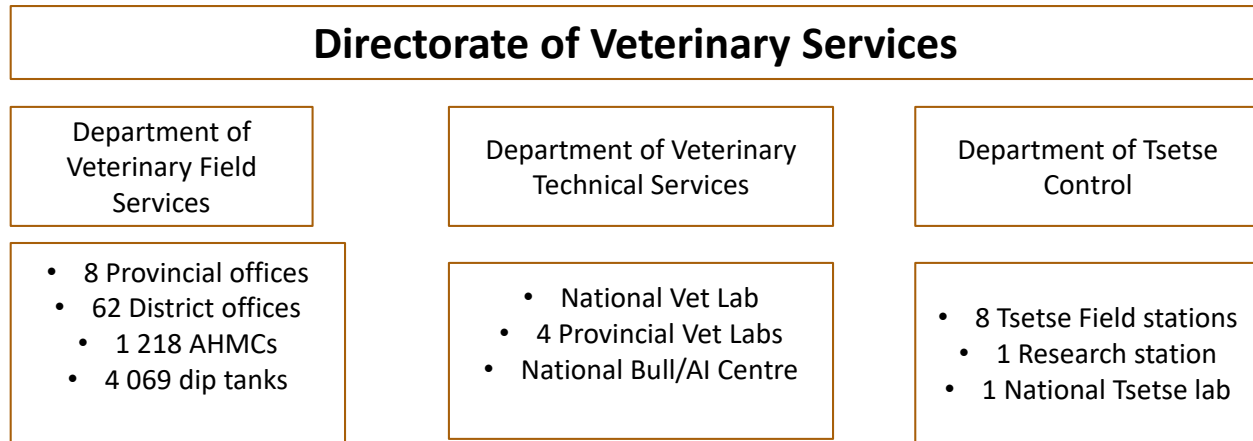 Directorate of Veterinary Services
Department of
Veterinary Field
Services
• 8 Provincial offices
• 62 District offices
• 1 218 AHMCs
• 4 069 dip tanks
Department of Veterinary
Technical Services
• National Vet Lab
• 4 Provincial Vet Labs
• National Bull/AI Centre
Department of Tsetse
Control
• 8 Tsetse Field stations
• 1 Research station
• 1 National Tsetse lab